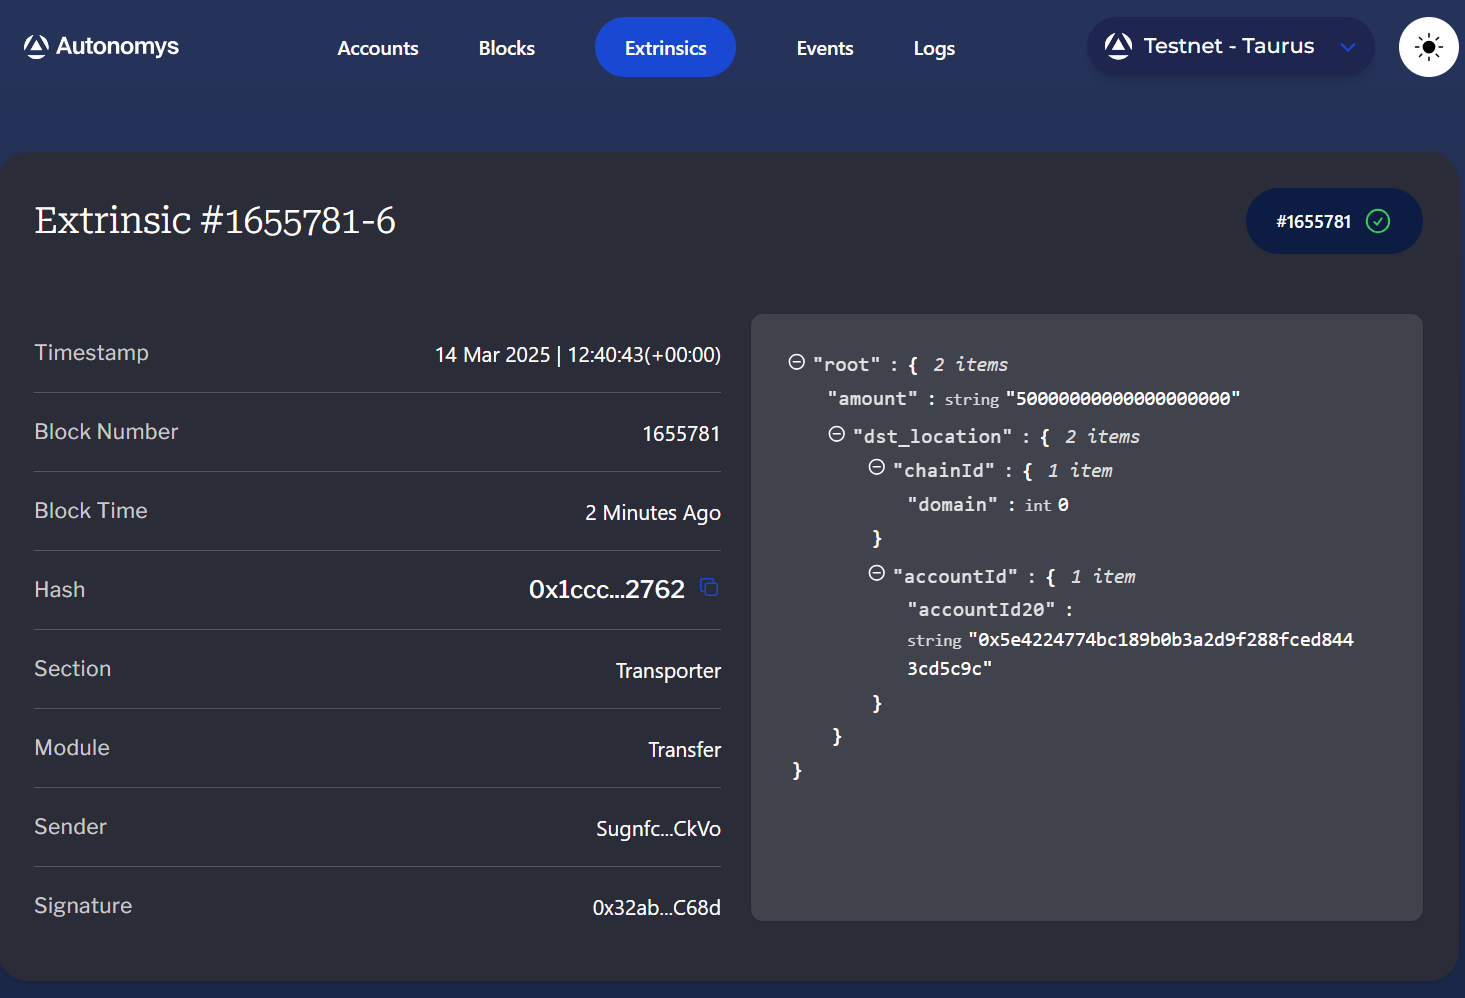 Autonomys
Accounts
Blocks
Extrinsics
Events
Logs
Testnet - Taurus
Extrinsic #1655781-6
#1655781
Timestamp 14 Mar 2025 | 12:40:43(+00:00)
Block Number 1655781
Block Time 2 Minutes Ago
Hash 0x1ccc...2762
Section Transporter
Module Transfer
Sender Sugnfc...CkVo
Signature 0x32ab...C68d
"root" : { 2 items
"amount" : string "50000000000000000000"
"dst_location" : { 2 items
"chainId" : { 1 item
"domain" : int 0
}
"accountId" : { 1 item
"accountId20" :
string "0x5e4224774bc189b0b3a2d9f288fced844
3cd5c9c"
}
}
}